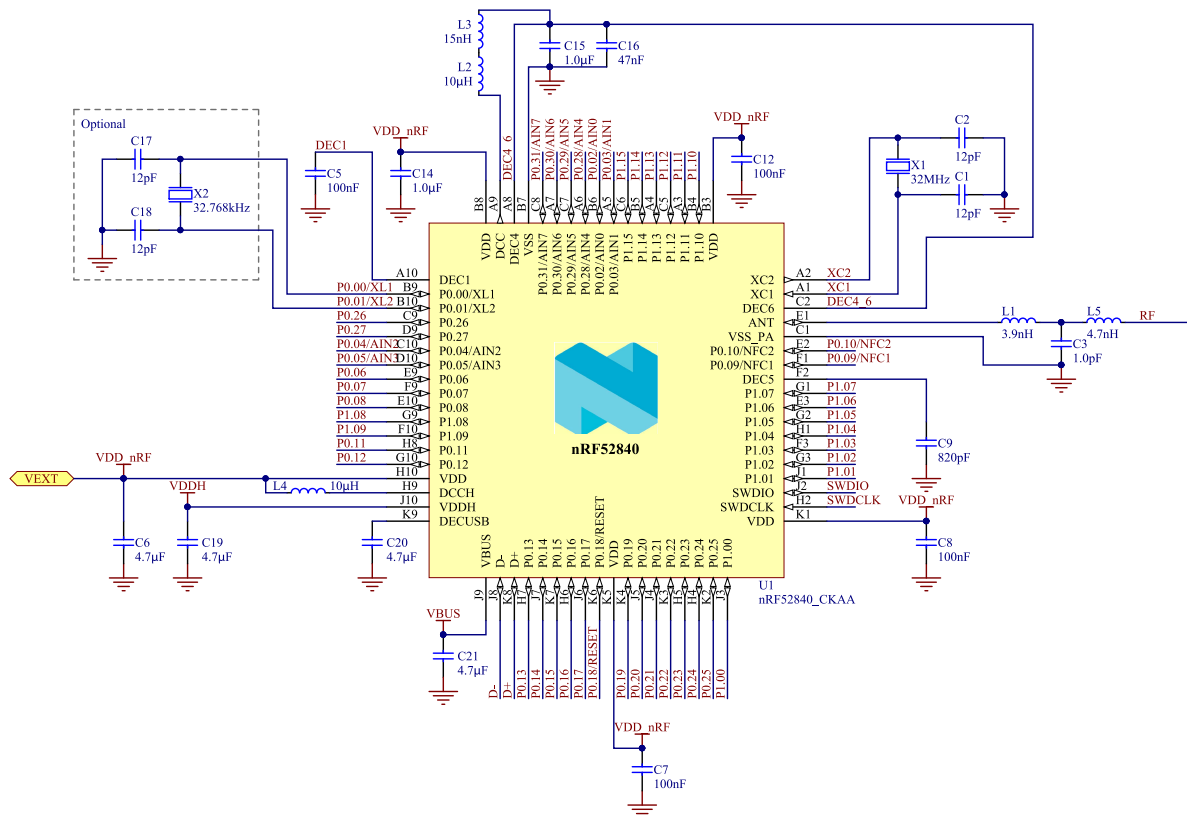 L3
15nH
L2
10µH
C15
1.0µF
C16
47nF
Optional
C17
12pF
X2
32.768kHz
C18
12pF
DEC1
C5
100nF
VDD_nRF
C14
1.0µF
DEC4_6
P0.31/AIN7
P0.30/AIN6
P0.29/AIN5
P0.28/AIN4
P0.02/AIN0
P0.03/AIN1
P1.15
P1.14
P1.13
P1.12
P1.11
P1.10
VDD_nRF
C12
100nF
C2
12pF
X1
32MHz
C1
12pF
B8
A9
A8
B7
C8
A7
C7
A6
B6
A5
C6
B5
A4
C5
A3
B4
B3
VDD
DCC
DEC4
VSS
P0.31/AIN7
P0.30/AIN6
P0.29/AIN5
P0.28/AIN4
P0.02/AIN0
P0.03/AIN1
P1.15
P1.14
P1.13
P1.12
P1.11
P1.10
VDD
A10 DEC1
P0.00/XL1 B9 P0.00/XL1
P0.01/XL2 B10 P0.01/XL2
P0.26 C9 P0.26
P0.27 D9 P0.27
P0.04/AIN2 C10 P0.04/AIN2
P0.05/AIN3 D10 P0.05/AIN3
P0.06 E9 P0.06
P0.07 F9 P0.07
P0.08 E10 P0.08
P1.08 G9 P1.08
P1.09 F10 P1.09
P0.11 H8 P0.11
P0.12 G10 P0.12
H10 VDD
H9 DCCH
J10 VDDH
K9 DECUSB
XC2 A2 XC2
XC1 A1 XC1
DEC6 C2 DEC4_6
ANT E1
VSS_PA C1
P0.10/NFC2 E2 P0.10/NFC2
P0.09/NFC1 F1 P0.09/NFC1
DEC5 F2
P1.07 G1 P1.07
P1.06 E3 P1.06
P1.05 G2 P1.05
P1.04 H1 P1.04
P1.03 F3 P1.03
P1.02 G3 P1.02
P1.01 J1 P1.01
SWDIO J2 SWDIO
SWDCLK H2 SWDCLK
VDD K1
L1
3.9nH
L5
4.7nH
RF
C3
1.0pF
C9
820pF
VDD_nRF
C8
100nF
nRF52840
VEXT
VDD_nRF
L4
10µH
VDDH
C6
4.7µF
C19
4.7µF
C20
4.7µF
VBUS
D-
D+
P0.13
P0.14
P0.15
P0.16
P0.17
P0.18/RESET
VDD
P0.19
P0.20
P0.21
P0.22
P0.23
P0.24
P0.25
P1.00
U1
nRF52840_CKAA
J9
J8
K8
H7
J7
K7
H6
J6
K6
K5
K4
J5
J4
K3
H5
H4
K2
J3
VBUS
C21
4.7µF
D-
D+
P0.13
P0.14
P0.15
P0.16
P0.17
P0.18/RESET
P0.19
P0.20
P0.21
P0.22
P0.23
P0.24
P0.25
P1.00
VDD_nRF
C7
100nF